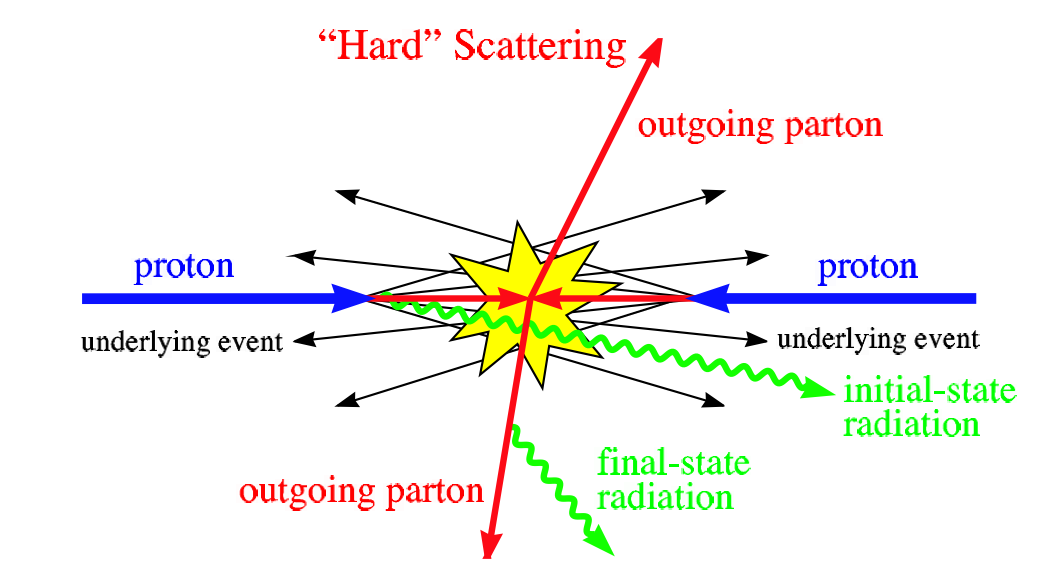 “Hard” Scattering
outgoing parton
proton
proton
underlying event
underlying event
initial-state
radiation
final-state
radiation
outgoing parton